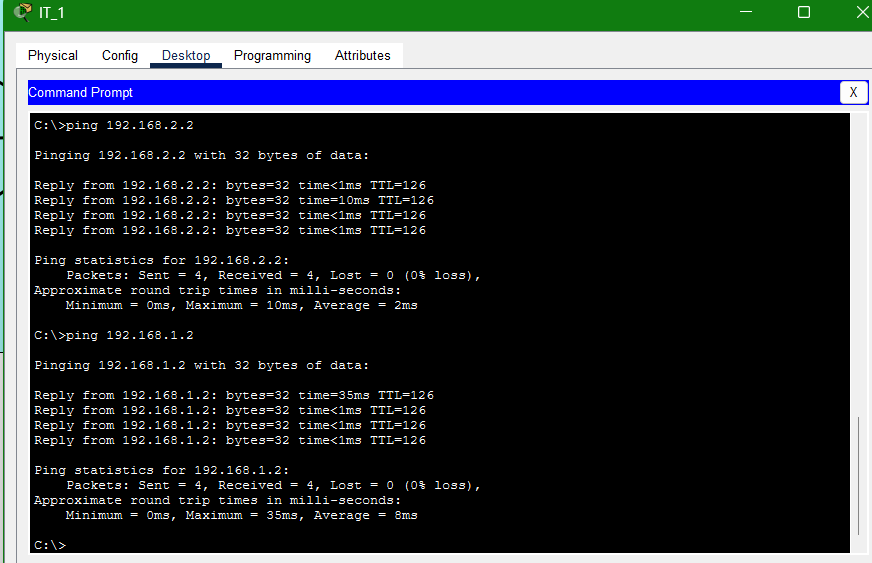 IT_1
Physical Config Desktop Programming Attributes
Command Prompt
X
C:\>ping 192.168.2.2
Pinging 192.168.2.2 with 32 bytes of data:
Reply from 192.168.2.2: bytes=32 time<1ms TTL=126
Reply from 192.168.2.2: bytes=32 time=10ms TTL=126
Reply from 192.168.2.2: bytes=32 time<1ms TTL=126
Reply from 192.168.2.2: bytes=32 time<1ms TTL=126
Ping statistics for 192.168.2.2:
Packets: Sent = 4, Received = 4, Lost = 0 (0% loss),
Approximate round trip times in milli-seconds:
Minimum = 0ms, Maximum = 10ms, Average = 2ms
C:\>ping 192.168.1.2
Pinging 192.168.1.2 with 32 bytes of data:
Reply from 192.168.1.2: bytes=32 time=35ms TTL=126
Reply from 192.168.1.2: bytes=32 time<1ms TTL=126
Reply from 192.168.1.2: bytes=32 time<1ms TTL=126
Reply from 192.168.1.2: bytes=32 time<1ms TTL=126
Ping statistics for 192.168.1.2:
Packets: Sent = 4, Received = 4, Lost = 0 (0% loss),
Approximate round trip times in milli-seconds:
Minimum = 0ms, Maximum = 35ms, Average = 8ms
C:\>